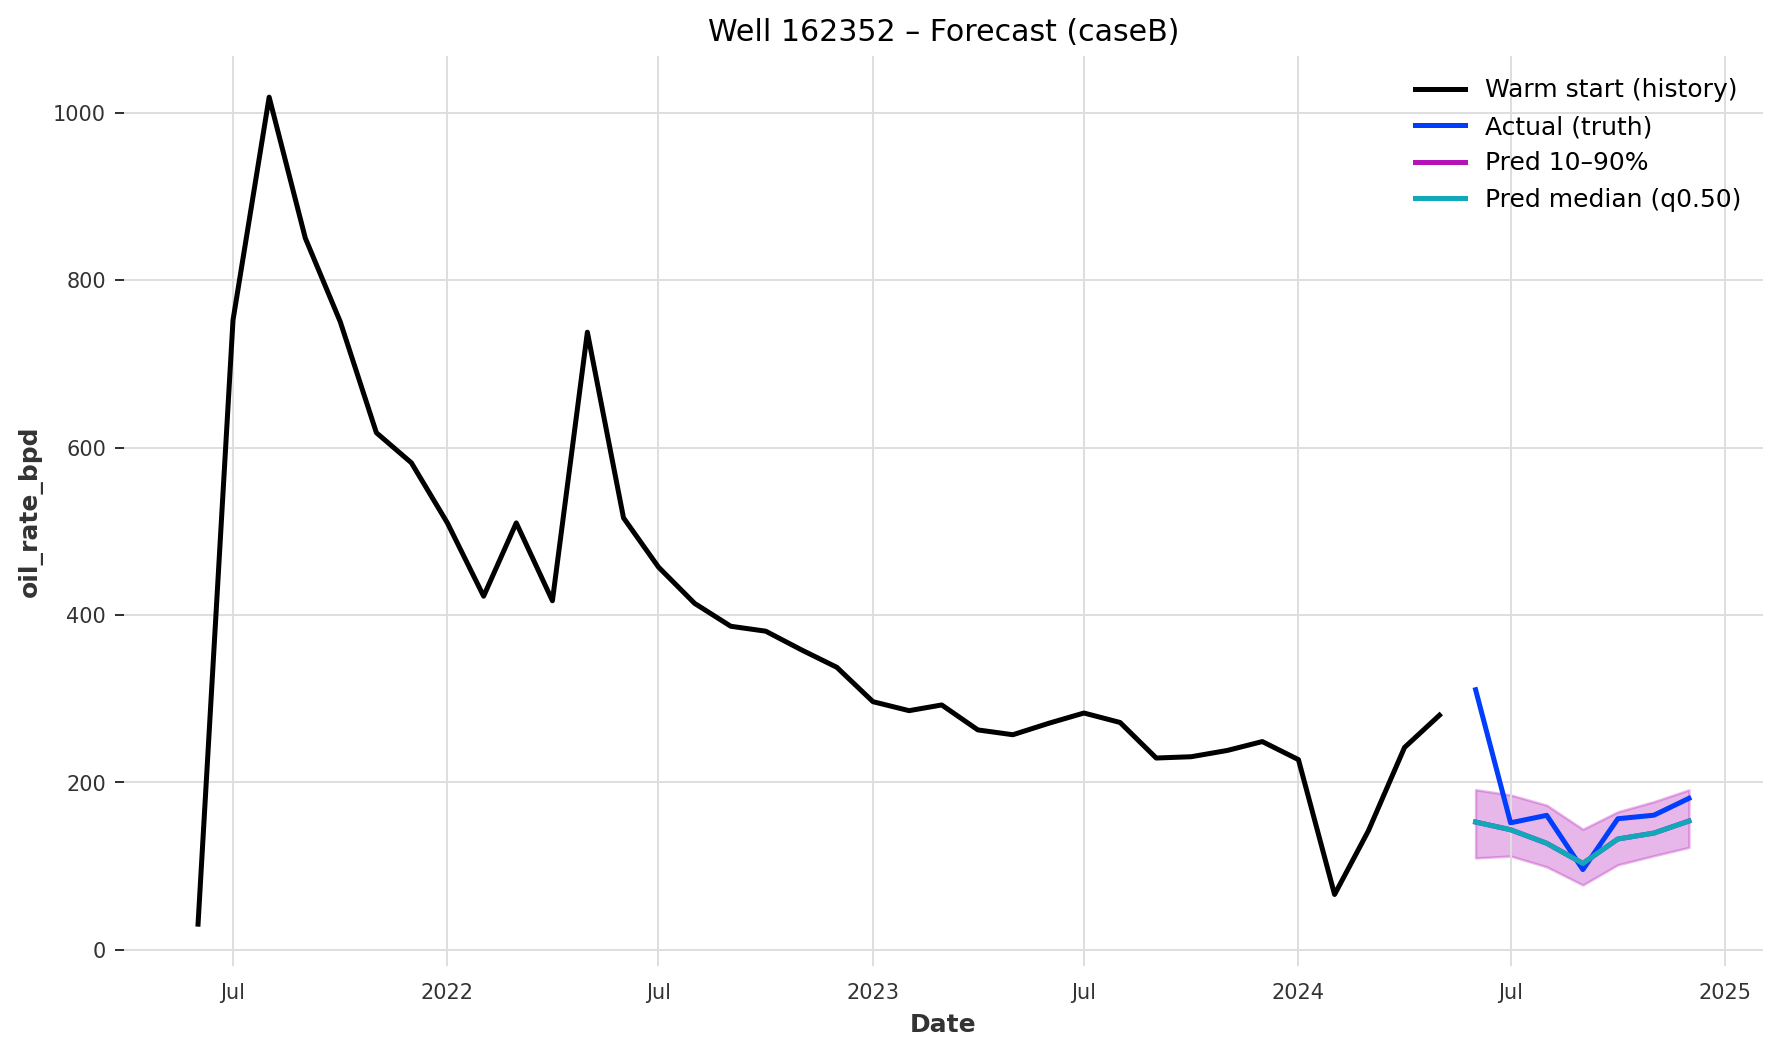 Well 162352 – Forecast (caseB)
Warm start (history)
Actual (truth)
Pred 10–90%
Pred median (q0.50)
oil_rate_bpd
1000
800
600
400
200
0
Jul
2022
Jul
2023
Jul
2024
Jul
2025
Date